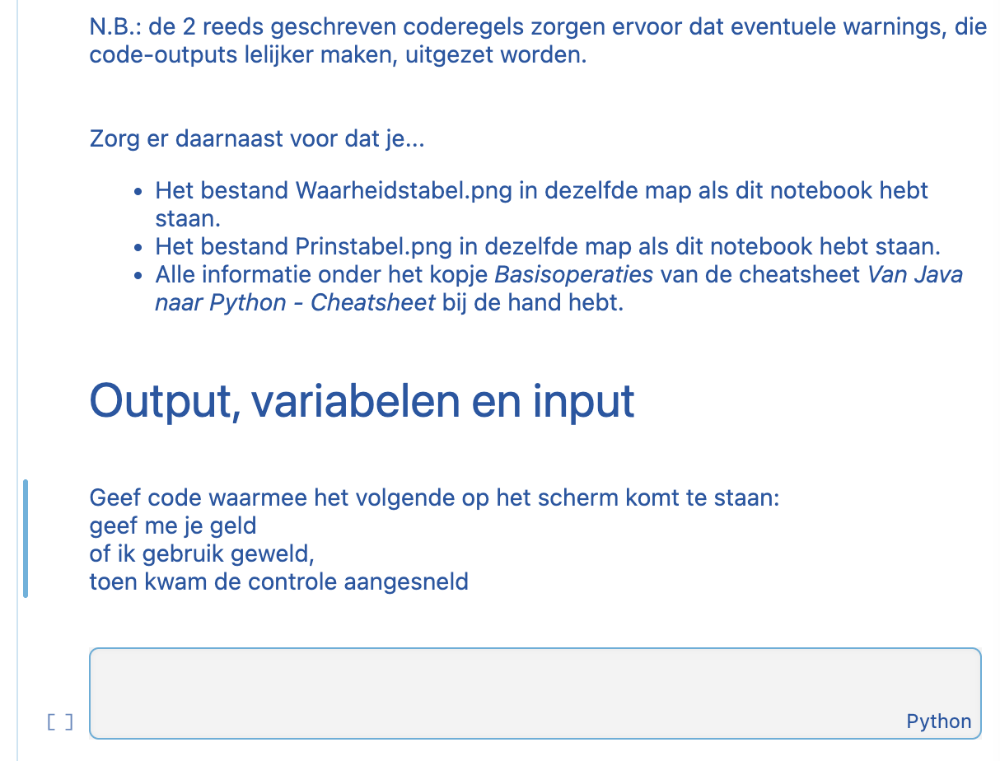 N.B.: de 2 reeds geschreven coderegels zorgen ervoor dat eventuele warnings, die
code-outputs lelijker maken, uitgezet worden.
Zorg er daarnaast voor dat je...
• Het bestand Waarheidstabel.png in dezelfde map als dit notebook hebt
staan.
• Het bestand Prinstabel.png in dezelfde map als dit notebook hebt staan.
• Alle informatie onder het kopje Basisoperaties van de cheatsheet Van Java
naar Python - Cheatsheet bij de hand hebt.
Output, variabelen en input
Geef code waarmee het volgende op het scherm komt te staan:
geef me je geld
of ik gebruik geweld,
toen kwam de controle aangesneld
[ ]
Python